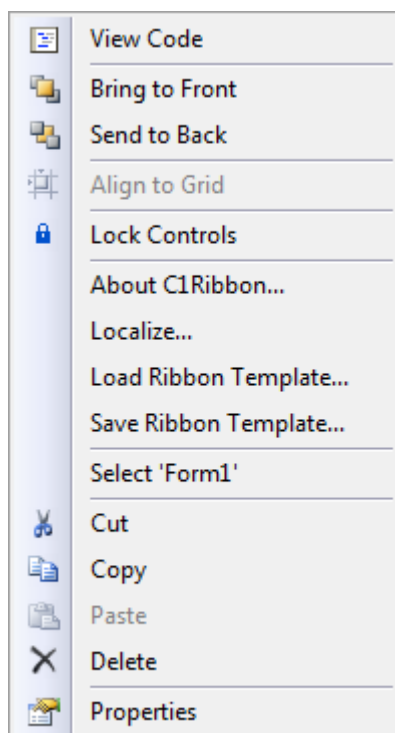 View Code
Bring to Front
Send to Back
Align to Grid
Lock Controls
About C1Ribbon...
Localize...
Load Ribbon Template...
Save Ribbon Template...
Select 'Form1'
Cut
Copy
Paste
Delete
Properties